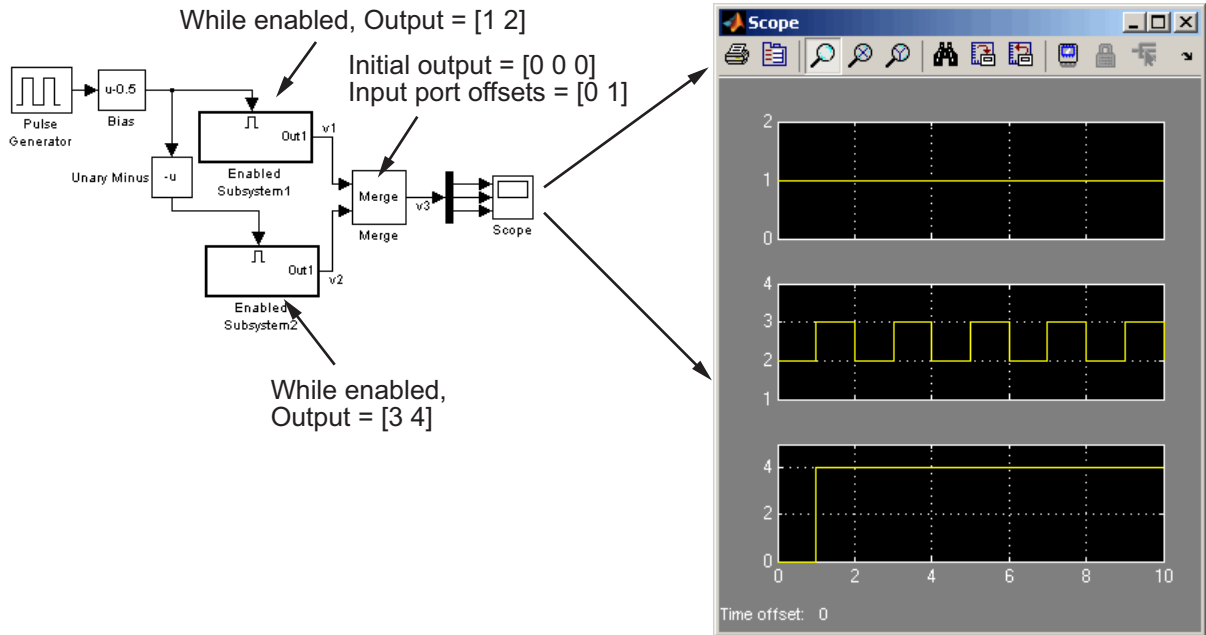 While enabled, Output = [1 2]
Initial output = [0 0 0]
Input port offsets = [0 1]
Pulse
Generator
u-0.5
Bias
Out1
v1
Enabled
Subsystem1
Unary Minus
-u
Merge
Merge
v3
Scope
Out1
v2
Enabled
Subsystem2
While enabled,
Output = [3 4]
Scope
2
1
0
4
3
2
1
4
2
0
0 2 4 6 8 10
Time offset: 0